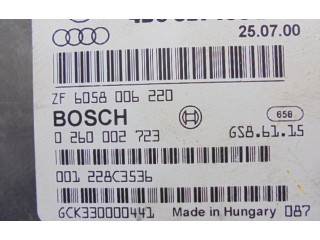 25.07.00
ZF 6058 006 220
BOSCH
658
0 260 002 723
GS8.61.15
001 228C3536
GCK330000441 Made in Hungary 087